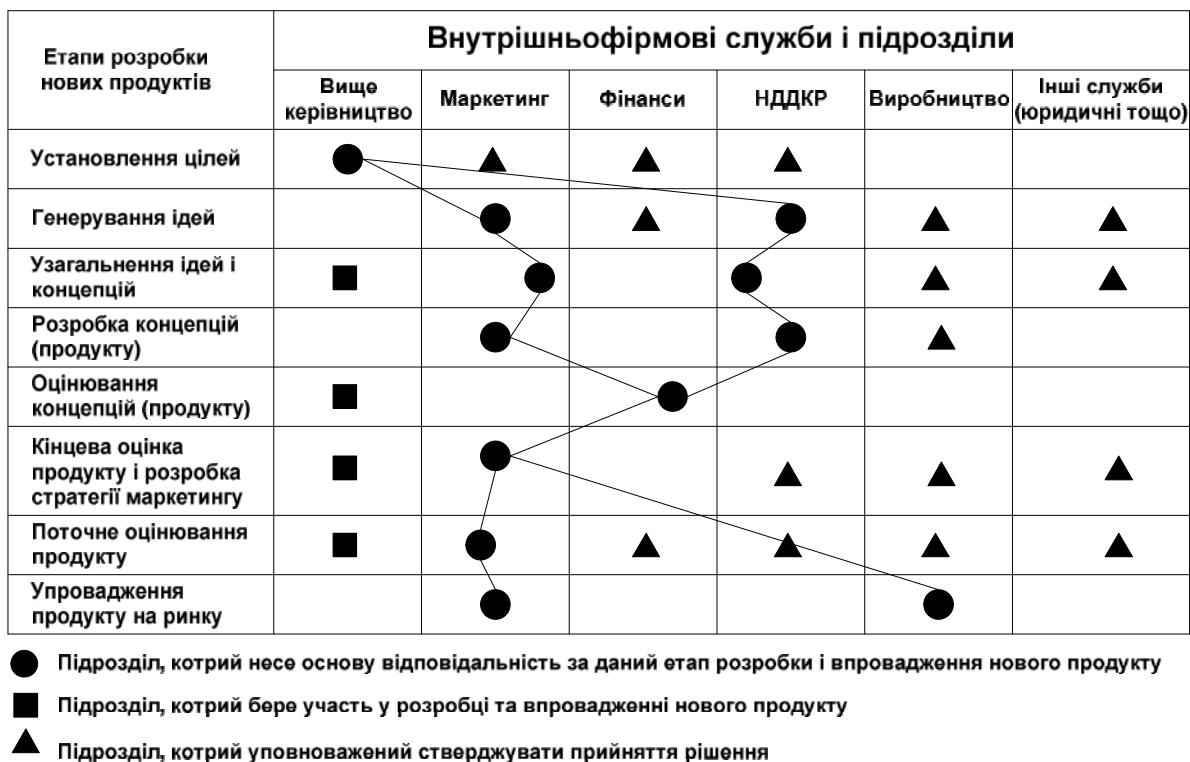 Етапи розробки
нових продуктів
Внутрішньофірмові служби і підрозділи
Вище
керівництво
Маркетинг
Фінанси
НДДКР
Виробництво
Інші служби
(юридичні тощо)
Установлення цілей
Генерування ідей
Узагальнення ідей і
концепцій
Розробка концепцій
(продукту)
Оцінювання
концепцій (продукту)
Кінцева оцінка
продукту і розробка
стратегії маркетингу
Поточне оцінювання
продукту
Упровадження
продукту на ринку
Підрозділ, котрий несе основу відповідальність за даний етап розробки і впровадження нового продукту
Підрозділ, котрий бере участь у розробці та впровадженні нового продукту
Підрозділ, котрий уповноважений стверджувати прийняття рішення